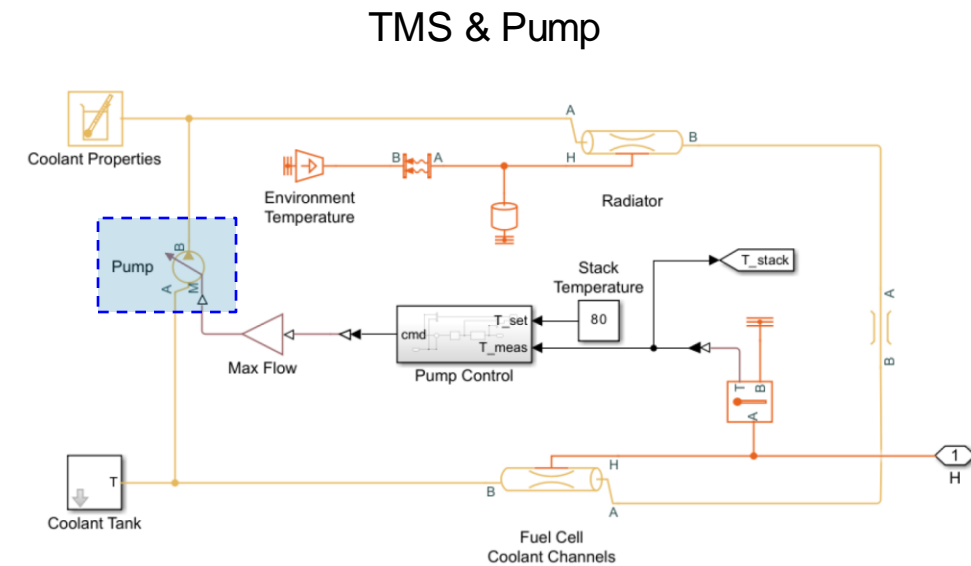 TMS & Pump
A
Coolant Properties
B
A
H
B
Environment
Temperature
Radiator
B
Pump
A
M
T_stack
Stack
Temperature
80
T_set
cmd
T_meas
Max Flow
Pump Control
A
B
T
B
A
H
1
H
T
B
A
Coolant Tank
Fuel Cell
Coolant Channels